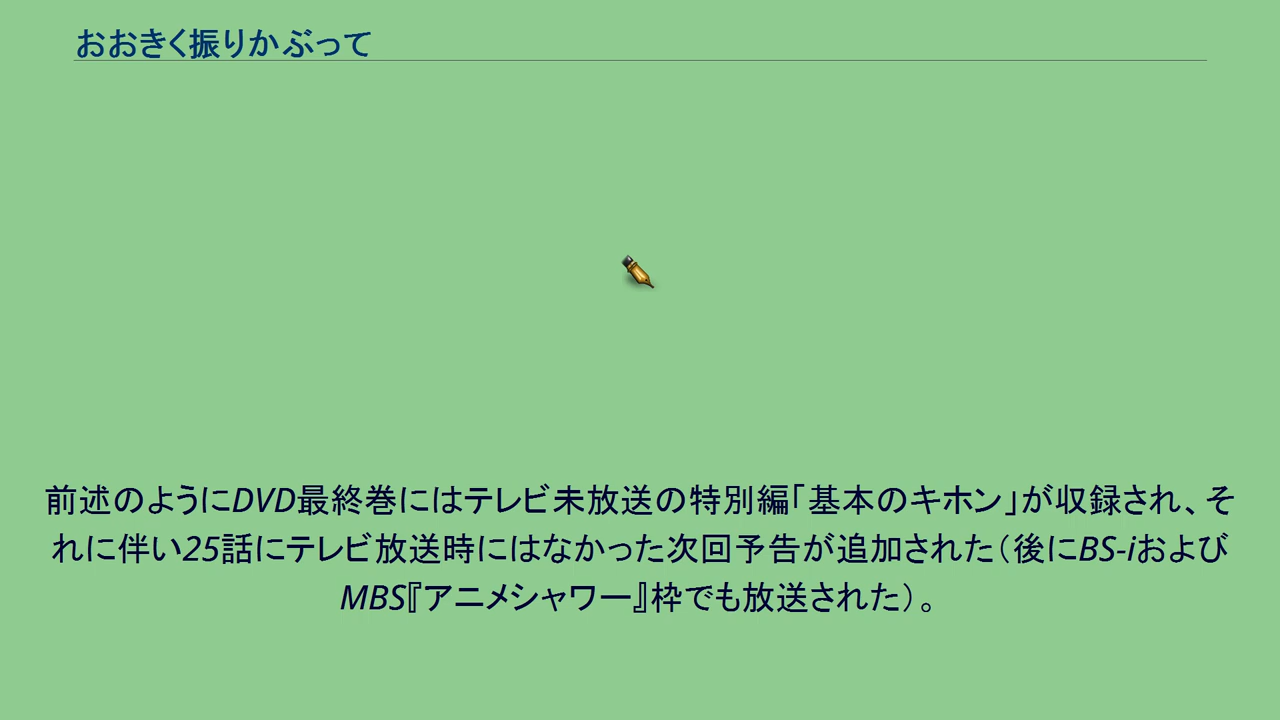 おおきく振りかぶって
前述のようにDVD最終巻にはテレビ未放送の特別編「基本のキホン」が収録され、そ
れに伴い25話にテレビ放送時にはなかった次回予告が追加された（後にBS-iおよび
MBS『アニメシャワー』枠でも放送された）。